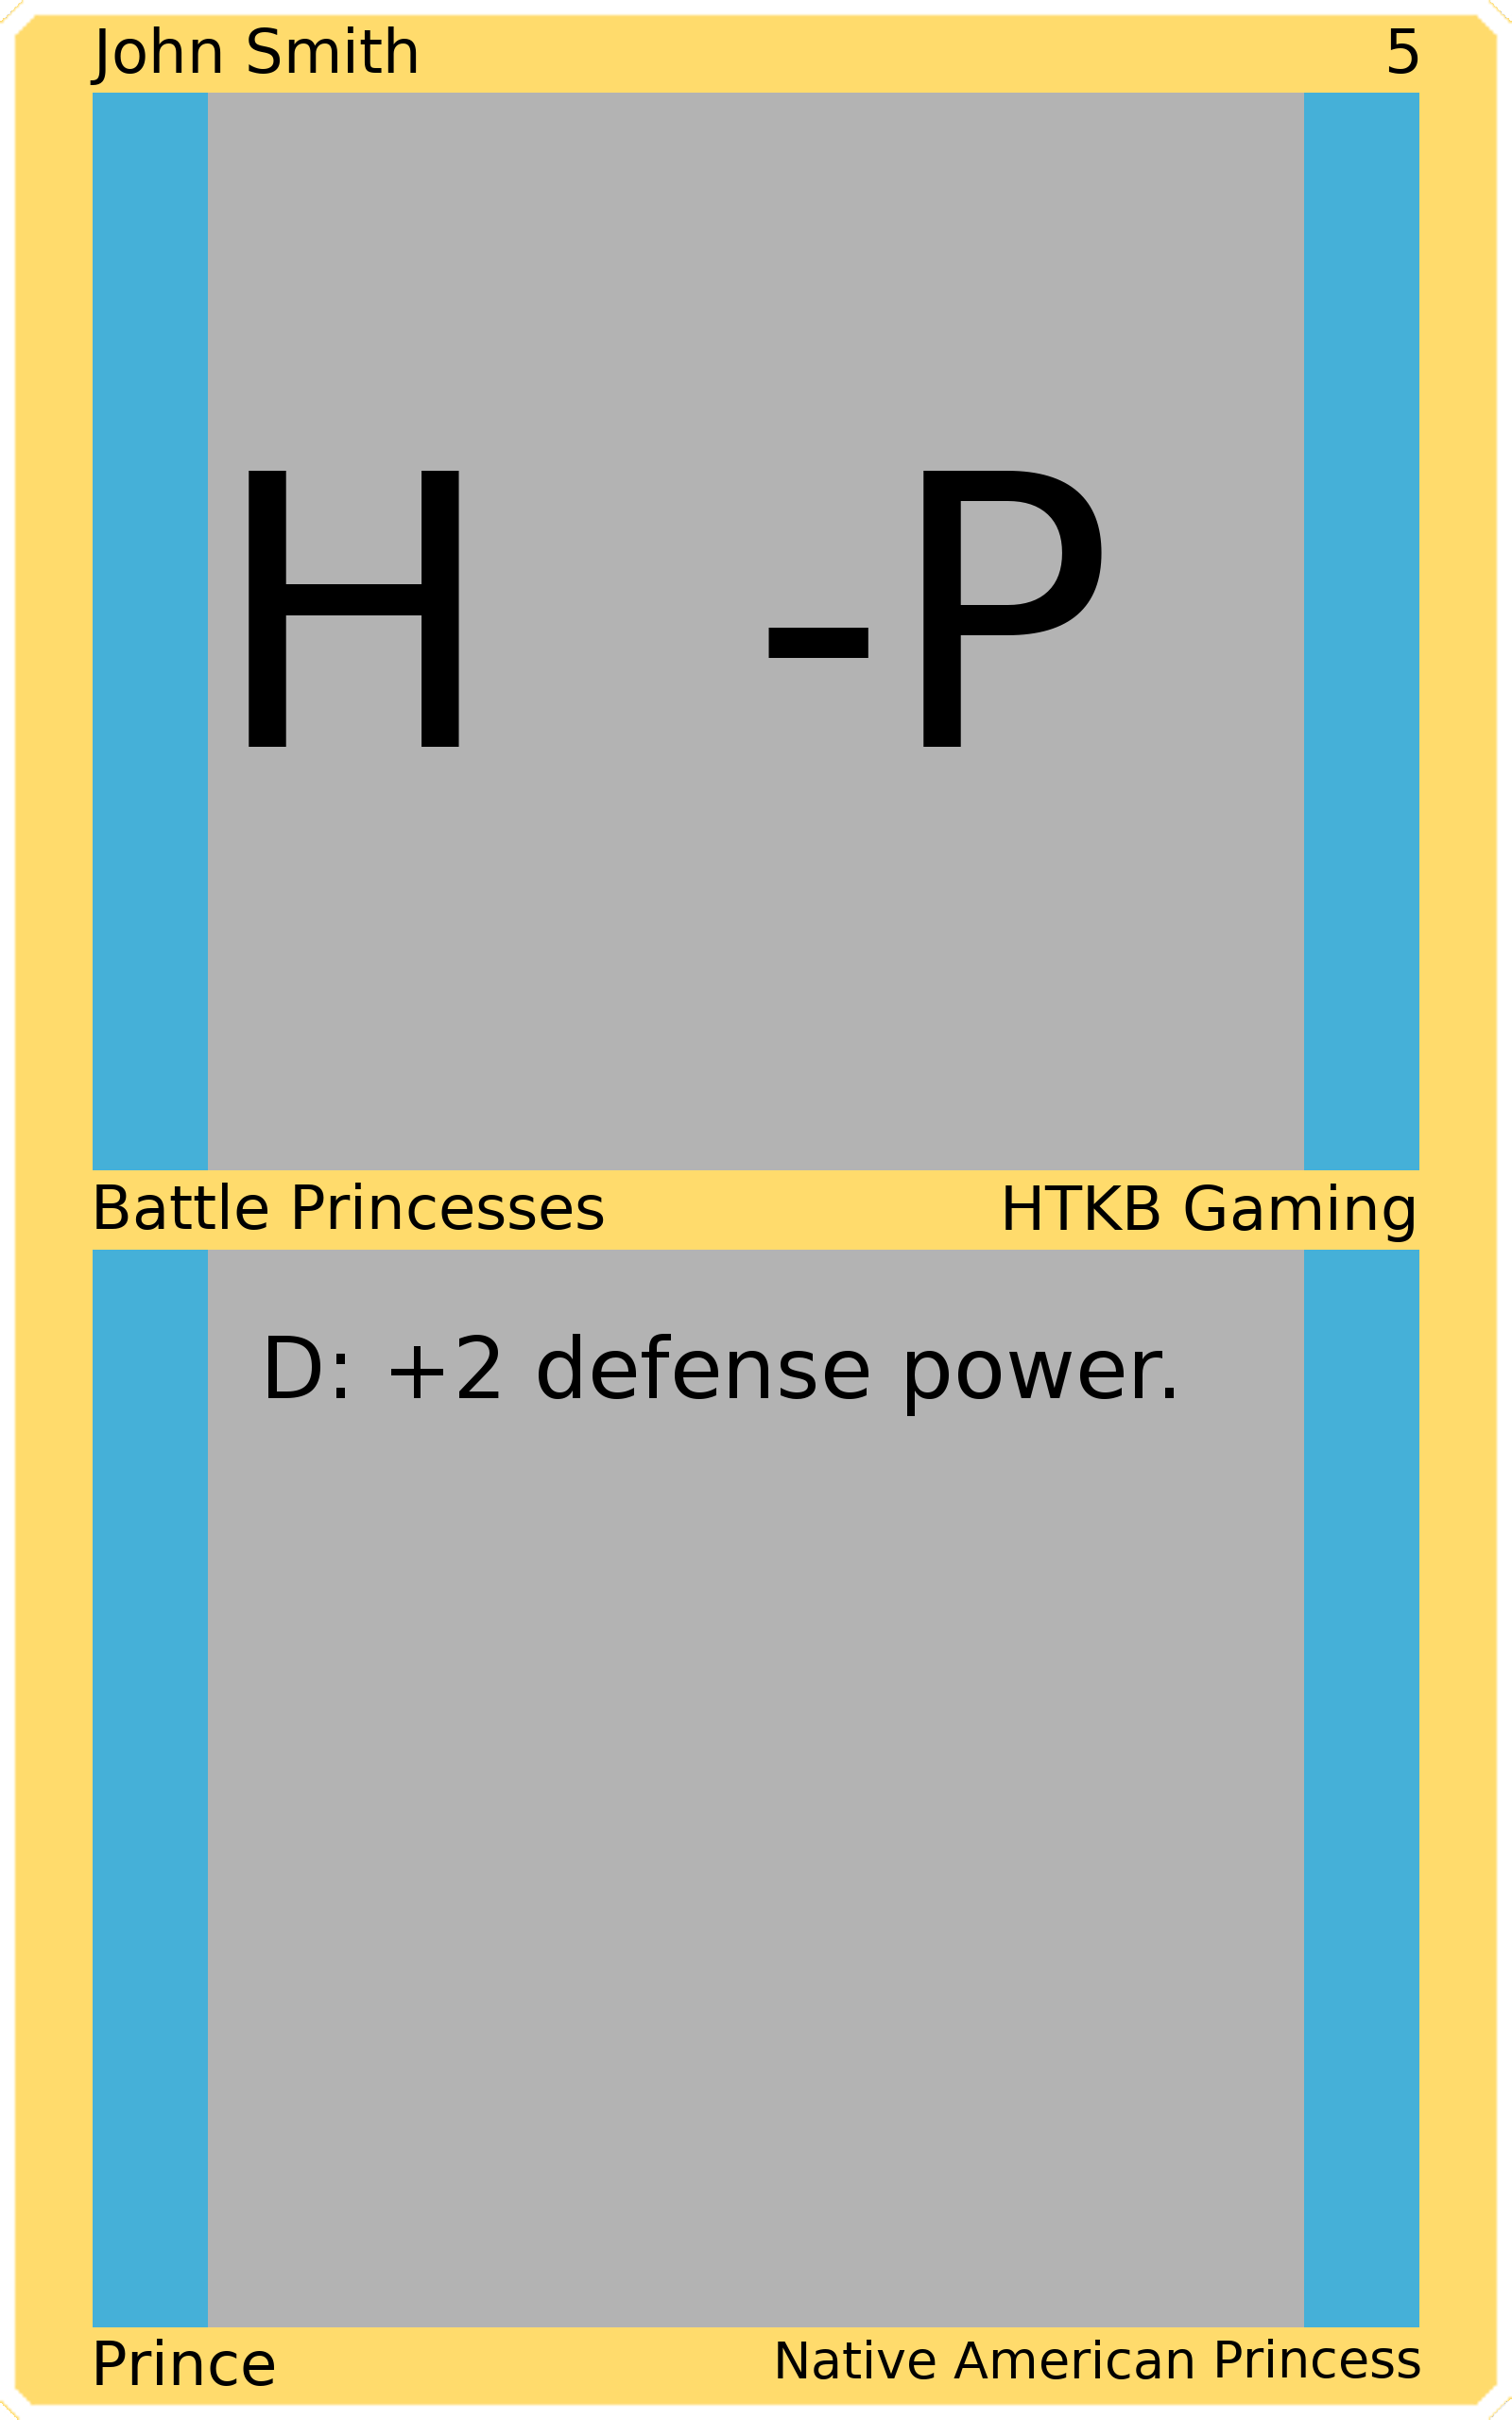 John Smith 5
H -P
Battle Princesses HTKB Gaming
D: +2 defense power.
Prince Native American Princess